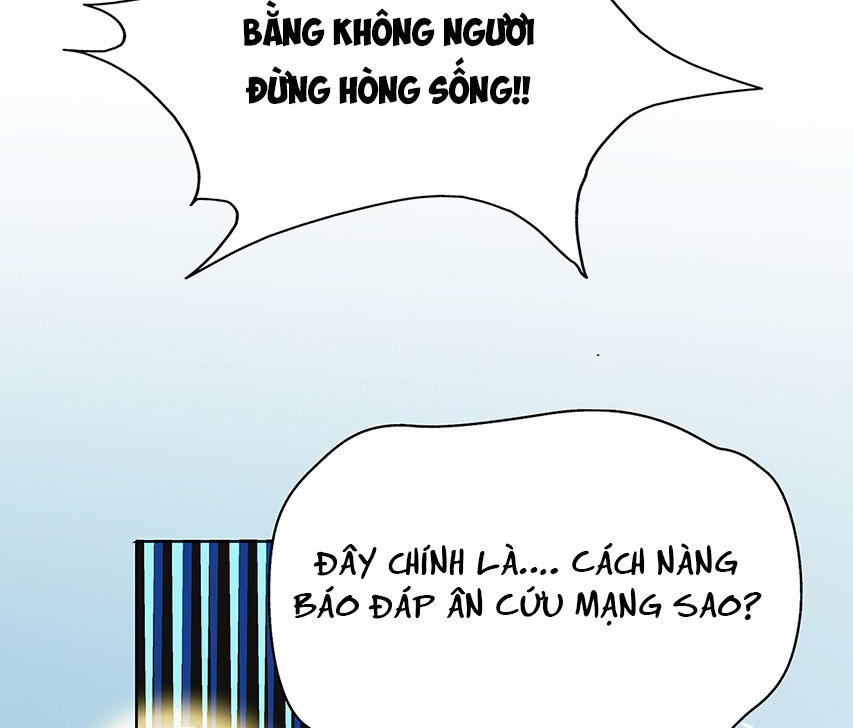 BẰNG KHÔNG NGƯƠI
ĐỪNG HÒNG SỐNG!!
ĐÂY CHÍNH LÀ.... CÁCH NÀNG
BÁO ĐÁP ÂN CỨU MẠNG SAO?